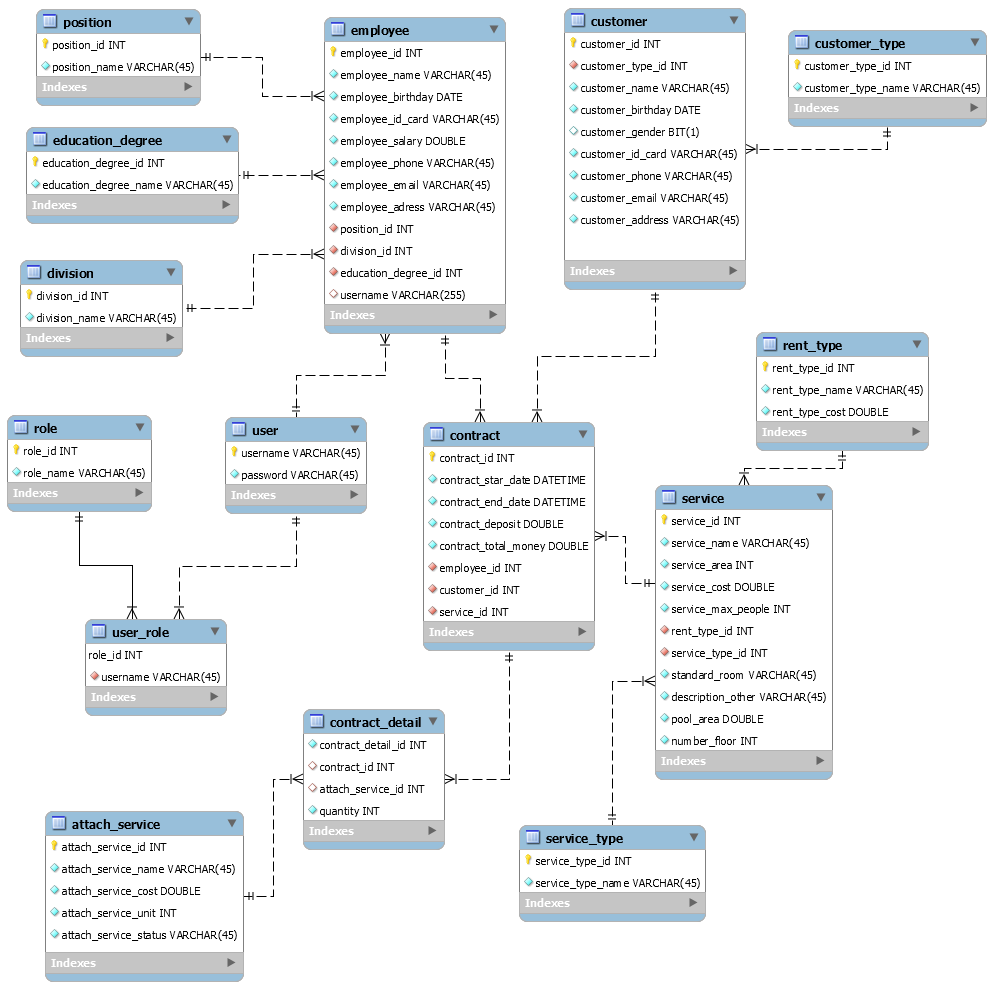 position
position_id INT
position_name VARCHAR(45)
Indexes
education_degree
education_degree_id INT
education_degree_name VARCHAR(45)
Indexes
division
division_id INT
division_name VARCHAR(45)
Indexes
employee
employee_id INT
employee_name VARCHAR(45)
employee_birthday DATE
employee_id_card VARCHAR(45)
employee_salary DOUBLE
employee_phone VARCHAR(45)
employee_email VARCHAR(45)
employee_adress VARCHAR(45)
position_id INT
division_id INT
education_degree_id INT
username VARCHAR(255)
Indexes
customer
customer_id INT
customer_type_id INT
customer_name VARCHAR(45)
customer_birthday DATE
customer_gender BIT(1)
customer_id_card VARCHAR(45)
customer_phone VARCHAR(45)
customer_email VARCHAR(45)
customer_address VARCHAR(45)
Indexes
customer_type
customer_type_id INT
customer_type_name VARCHAR(45)
Indexes
rent_type
rent_type_id INT
rent_type_name VARCHAR(45)
rent_type_cost DOUBLE
Indexes
role
role_id INT
role_name VARCHAR(45)
Indexes
user
username VARCHAR(45)
password VARCHAR(45)
Indexes
contract
contract_id INT
contract_star_date DATETIME
contract_end_date DATETIME
contract_deposit DOUBLE
contract_total_money DOUBLE
employee_id INT
customer_id INT
service_id INT
Indexes
service
service_id INT
service_name VARCHAR(45)
service_area INT
service_cost DOUBLE
service_max_people INT
rent_type_id INT
service_type_id INT
standard_room VARCHAR(45)
description_other VARCHAR(45)
pool_area DOUBLE
number_floor INT
Indexes
user_role
role_id INT
username VARCHAR(45)
Indexes
contract_detail
contract_detail_id INT
contract_id INT
attach_service_id INT
quantity INT
Indexes
attach_service
attach_service_id INT
attach_service_name VARCHAR(45)
attach_service_cost DOUBLE
attach_service_unit INT
attach_service_status VARCHAR(45)
Indexes
service_type
service_type_id INT
service_type_name VARCHAR(45)
Indexes